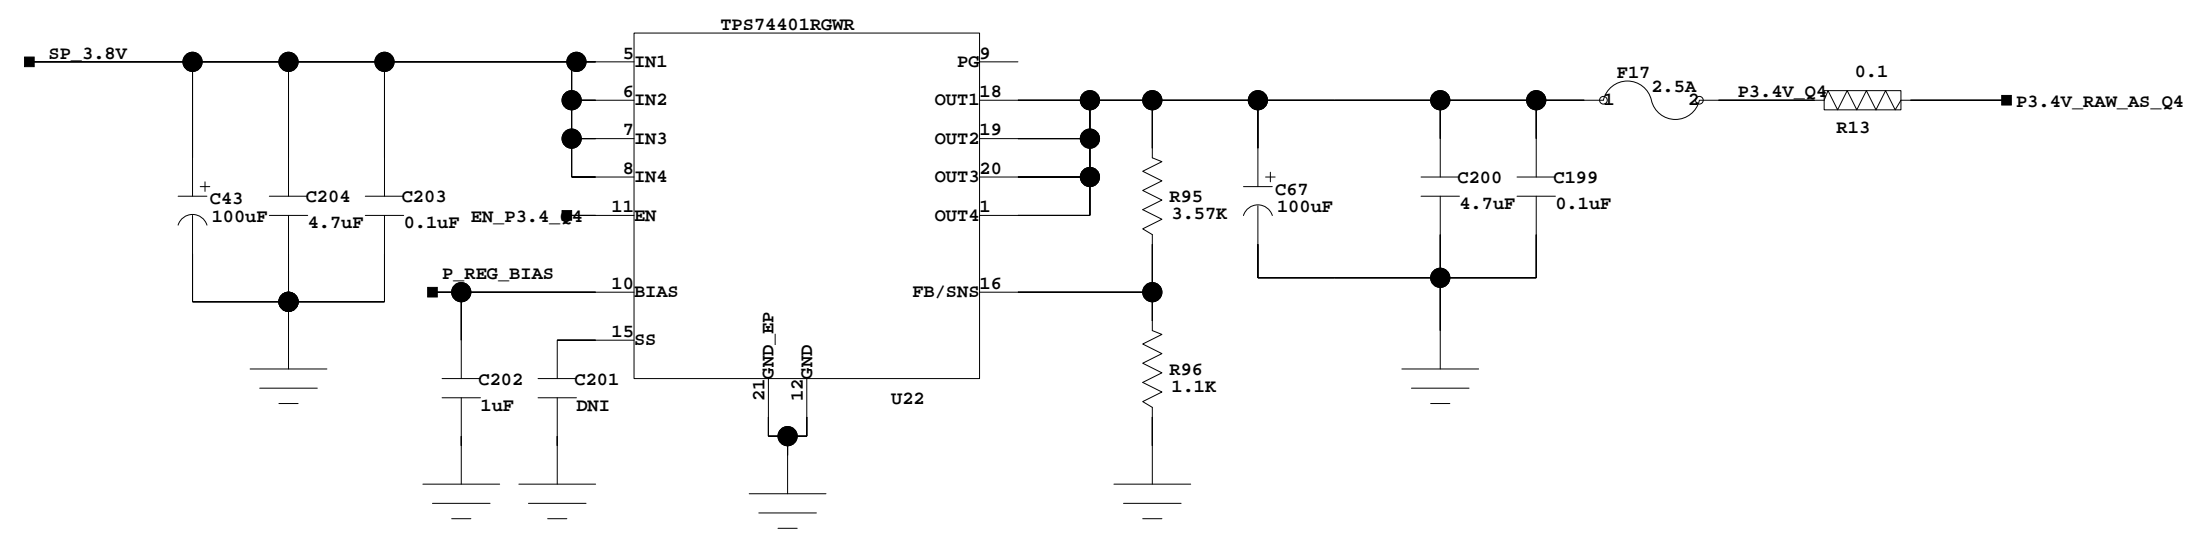 TPS74401RGWR
SP_3.8V
5 IN1
6 IN2
7 IN3
8 IN4
11 EN
EN_P3.4_Q4
P_REG_BIAS
10 BIAS
15 SS
C43
100uF
C204
4.7uF
C203
0.1uF
C202
1uF
C201
DNI
21 GND_EP
12 GND
U22
PG 9
OUT1 18
OUT2 19
OUT3 20
OUT4 1
FB/SNS 16
R95
3.57K
R96
1.1K
+ C67
100uF
C200
4.7uF
C199
0.1uF
F17
2.5A
1 2
P3.4V_Q4
0.1
R13
P3.4V_RAW_AS_Q4